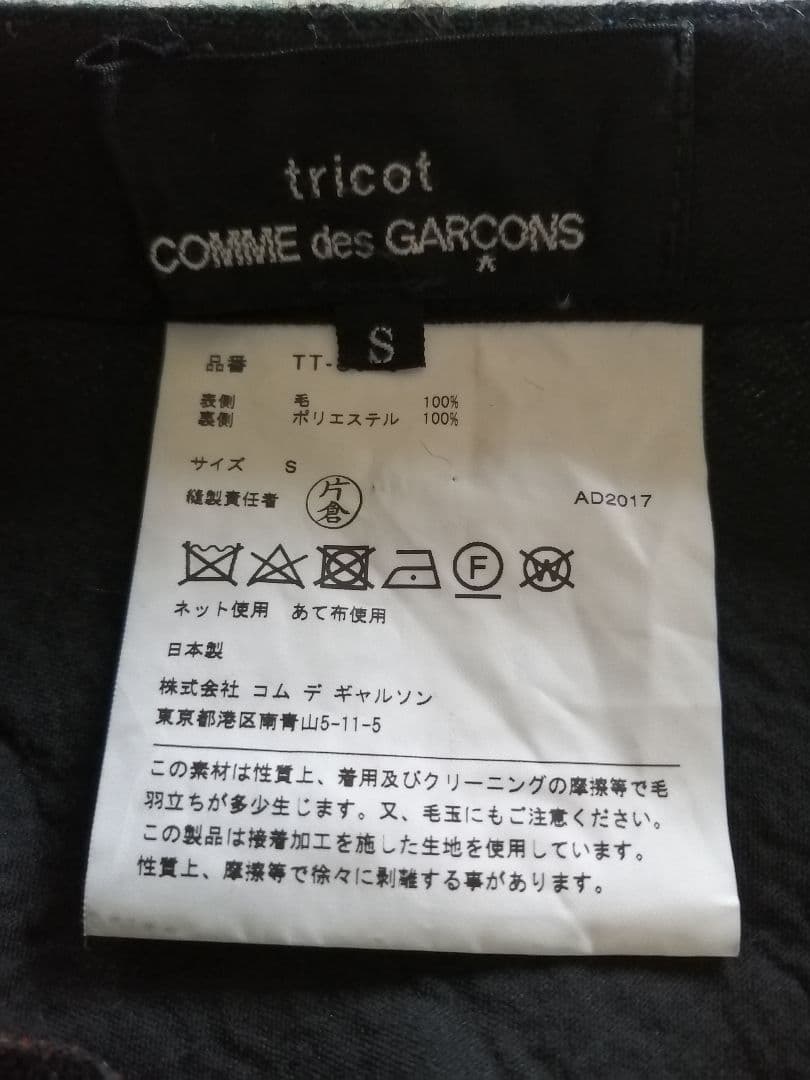 tricot
COMME des GARÇONS
S
品番 TT-
表側 毛 100%
裏側 ポリエステル 100%
サイズ S
縫製責任者 片倉 AD2017
F W
ネット使用 あて布使用
日本製
株式会社 コム デ ギャルソン
東京都港区南青山5-11-5
この素材は性質上、着用及びクリーニングの摩擦等で毛
羽立ちが多少生じます。又、毛玉にもご注意ください。
この製品は接着加工を施した生地を使用しています。
性質上、摩擦等で徐々に剥離する事があります。